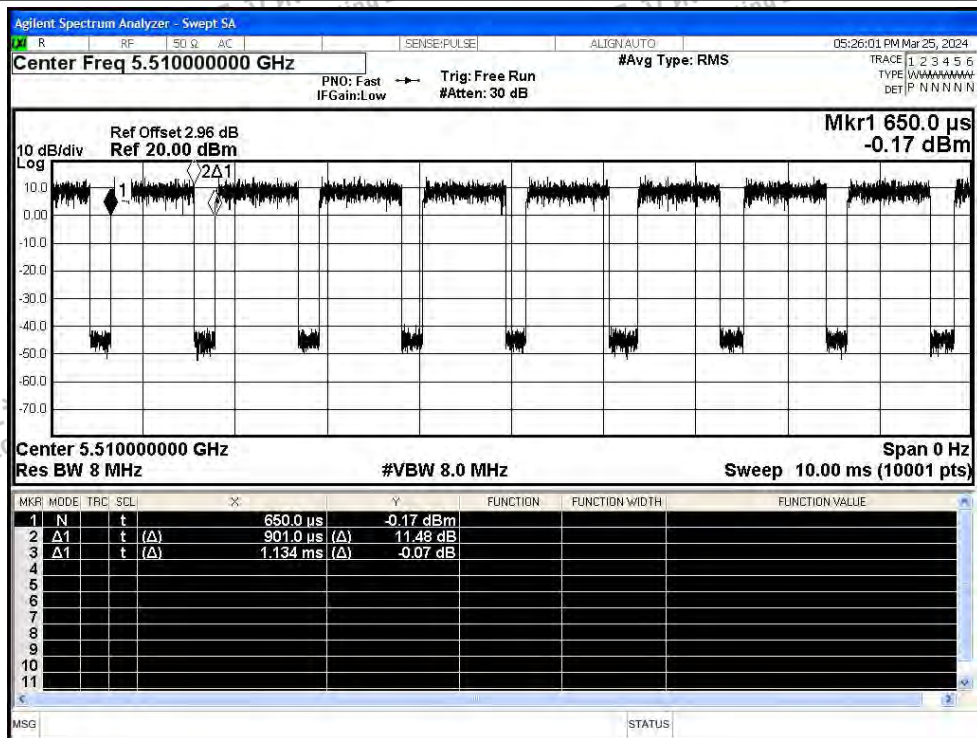 Agilent Spectrum Analyzer - Swept SA
R RF 50 Ω AC SENSE:PULSE ALIGNAUTO 05:26:01 PM Mar 25, 2024
Center Freq 5.510000000 GHz
#Avg Type: RMS
TRACE 1 2 3 4 5 6
PNO: Fast Trig: Free Run
TYPE WWWWWW
IFGain:Low #Atten: 30 dB
DET P N N N N N
Mkr1 650.0 µs
Ref Offset 2.96 dB
10 dB/div Ref 20.00 dBm -0.17 dBm
Log
2Δ1
10.0
1
0.00
-10.0
-20.0
-30.0
-40.0
-50.0
-60.0
-70.0
Center 5.510000000 GHz Span 0 Hz
Res BW 8 MHz #VBW 8.0 MHz Sweep 10.00 ms (10001 pts)
MKR MODE TRC SCL X Y FUNCTION FUNCTION WIDTH FUNCTION VALUE
1 N t 650.0 µs -0.17 dBm
2 Δ1 t (Δ) 901.0 µs (Δ) 11.48 dB
3 Δ1 t (Δ) 1.134 ms (Δ) -0.07 dB
4
5
6
7
8
9
10
11
MSG STATUS